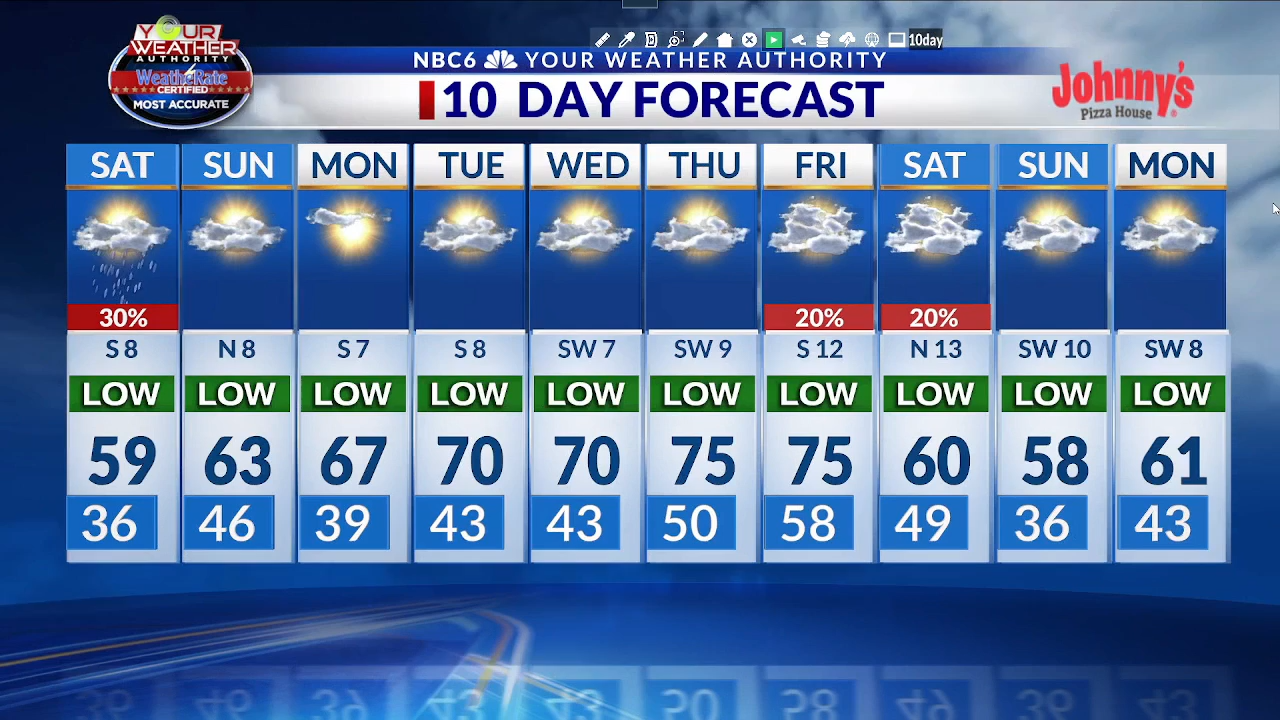 YOUR
WEATHER
AUTHORITY
WeatheRate
CERTIFIED
MOST ACCURATE
10day
NBC6 YOUR WEATHER AUTHORITY
10 DAY FORECAST
Johnny's
Pizza House
SAT SUN MON TUE WED THU FRI SAT SUN MON
30% 20% 20%
S 8 N 8 S 7 S 8 SW 7 SW 9 S 12 N 13 SW 10 SW 8
LOW LOW LOW LOW LOW LOW LOW LOW LOW LOW
59 63 67 70 70 75 75 60 58 61
36 46 39 43 43 50 58 49 36 43